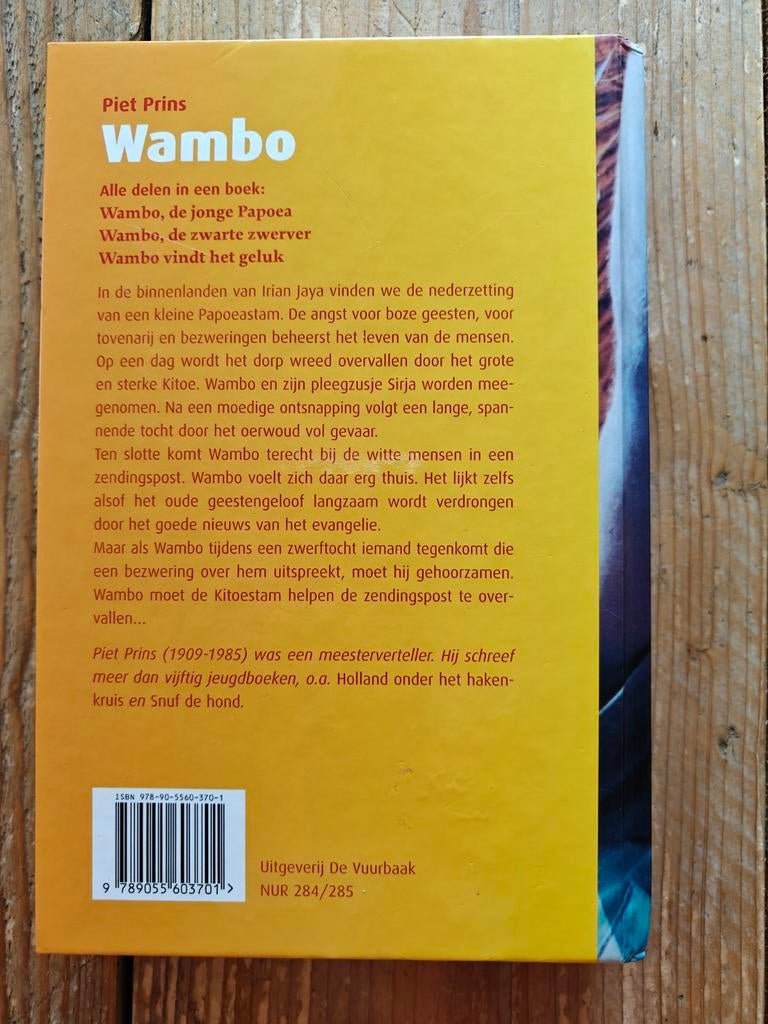 Piet Prins
Wambo
Alle delen in een boek:
Wambo, de jonge Papoea
Wambo, de zwarte zwerver
Wambo vindt het geluk
In de binnenlanden van Irian Jaya vinden we de nederzetting
van een kleine Papoeastam. De angst voor boze geesten, voor
tovenarij en bezweringen beheerst het leven van de mensen.
Op een dag wordt het dorp wreed overvallen door het grote
en sterke Kitoe. Wambo en zijn pleegzusje Sirja worden mee-
genomen. Na een moedige ontsnapping volgt een lange, span-
nende tocht door het oerwoud vol gevaar.
Ten slotte komt Wambo terecht bij de witte mensen in een
zendingspost. Wambo voelt zich daar erg thuis. Het lijkt zelfs
alsof het oude geestengeloof langzaam wordt verdrongen
door het goede nieuws van het evangelie.
Maar als Wambo tijdens een zwerftocht iemand tegenkomt die
een bezwering over hem uitspreekt, moet hij gehoorzamen.
Wambo moet de Kitoestam helpen de zendingspost te over-
vallen...
Piet Prins (1909-1985) was een meesterverteller. Hij schreef
meer dan vijftig jeugdboeken, o.a. Holland onder het haken-
kruis en Snuf de hond.
ISBN 978-90-5560-370-1
9 789055 603701 >
Uitgeverij De Vuurbaak
NUR 284/285